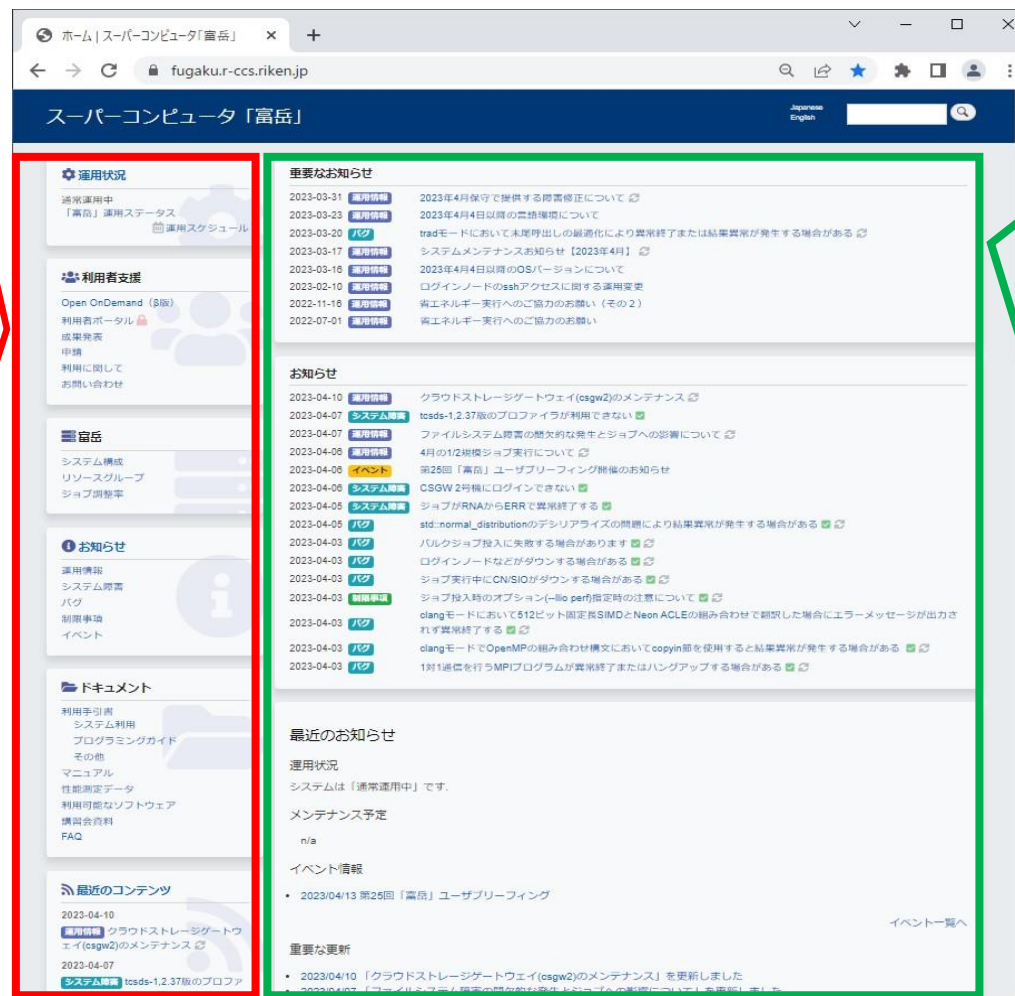 ホーム | スーパーコンピュータ「富岳」
fugaku.r-ccs.riken.jp
スーパーコンピュータ「富岳」
Japanese
English
運用状況
通常運用中
「富岳」運用ステータス
運用スケジュール
利用者支援
Open OnDemand（β版）
利用者ポータル
成果発表
申請
利用に関して
お問い合わせ
富岳
システム構成
リソースグループ
ジョブ調整率
お知らせ
運用情報
システム障害
バグ
制限事項
イベント
ドキュメント
利用手引書
システム利用
プログラミングガイド
その他
マニュアル
性能測定データ
利用可能なソフトウェア
講習会資料
FAQ
最近のコンテンツ
2023-04-10
運用情報 クラウドストレージゲートウ
ェイ(csgw2)のメンテナンス
2023-04-07
システム障害 tcsds-1,2.37版のプロファ
重要なお知らせ
2023-03-31 運用情報 2023年4月保守で提供する障害修正について
2023-03-23 運用情報 2023年4月4日以降の言語環境について
2023-03-20 バグ tradモードにおいて末尾呼出しの最適化により異常終了または結果異常が発生する場合がある
2023-03-17 運用情報 システムメンテナンスお知らせ【2023年4月】
2023-03-16 運用情報 2023年4月4日以降のOSバージョンについて
2023-02-10 運用情報 ログインノードのsshアクセスに関する運用変更
2022-11-16 運用情報 省エネルギー実行へのご協力のお願い（その２）
2022-07-01 運用情報 省エネルギー実行へのご協力のお願い
お知らせ
2023-04-10 運用情報 クラウドストレージゲートウェイ(csgw2)のメンテナンス
2023-04-07 システム障害 tcsds-1,2.37版のプロファイラが利用できない
2023-04-07 運用情報 ファイルシステム障害の間欠的な発生とジョブへの影響について
2023-04-06 運用情報 4月の1/2規模ジョブ実行について
2023-04-06 イベント 第25回「富岳」ユーザブリーフィング開催のお知らせ
2023-04-06 システム障害 CSGW 2号機にログインできない
2023-04-05 システム障害 ジョブがRNAからERRで異常終了する
2023-04-05 バグ std::normal_distributionのデシリアライズの問題により結果異常が発生する場合がある
2023-04-03 バグ バルクジョブ投入に失敗する場合があります
2023-04-03 バグ ログインノードなどがダウンする場合がある
2023-04-03 バグ ジョブ実行中にCN/SIOがダウンする場合がある
2023-04-03 制限事項 ジョブ投入時のオプション(--llio perf)指定時の注意について
2023-04-03 バグ clangモードにおいて512ビット固定長SIMDとNeon ACLEの組み合わせで翻訳した場合にエラーメッセージが出力さ
れず異常終了する
2023-04-03 バグ clangモードでOpenMPの組み合わせ構文においてcopyin節を使用すると結果異常が発生する場合がある
2023-04-03 バグ 1対1通信を行うMPIプログラムが異常終了またはハングアップする場合がある
最近のお知らせ
運用状況
システムは「通常運用中」です.
メンテナンス予定
n/a
イベント情報
• 2023/04/13 第25回「富岳」ユーザブリーフィング
イベント一覧へ
重要な更新
• 2023/04/10 「クラウドストレージゲートウェイ(csgw2)のメンテナンス」を更新しました
• 2023/04/07 「ファイルシステム障害の間欠的な発生とジョブへの影響について」を更新しました